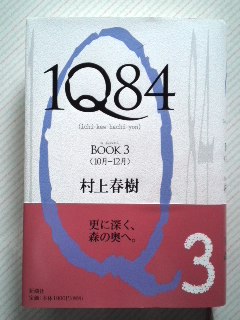 1Q84
[ichi-kew-hachi-yon]
BOOK 3
(10月-12月)
村上春樹
更に深く、
森の奥へ。
3
新潮社